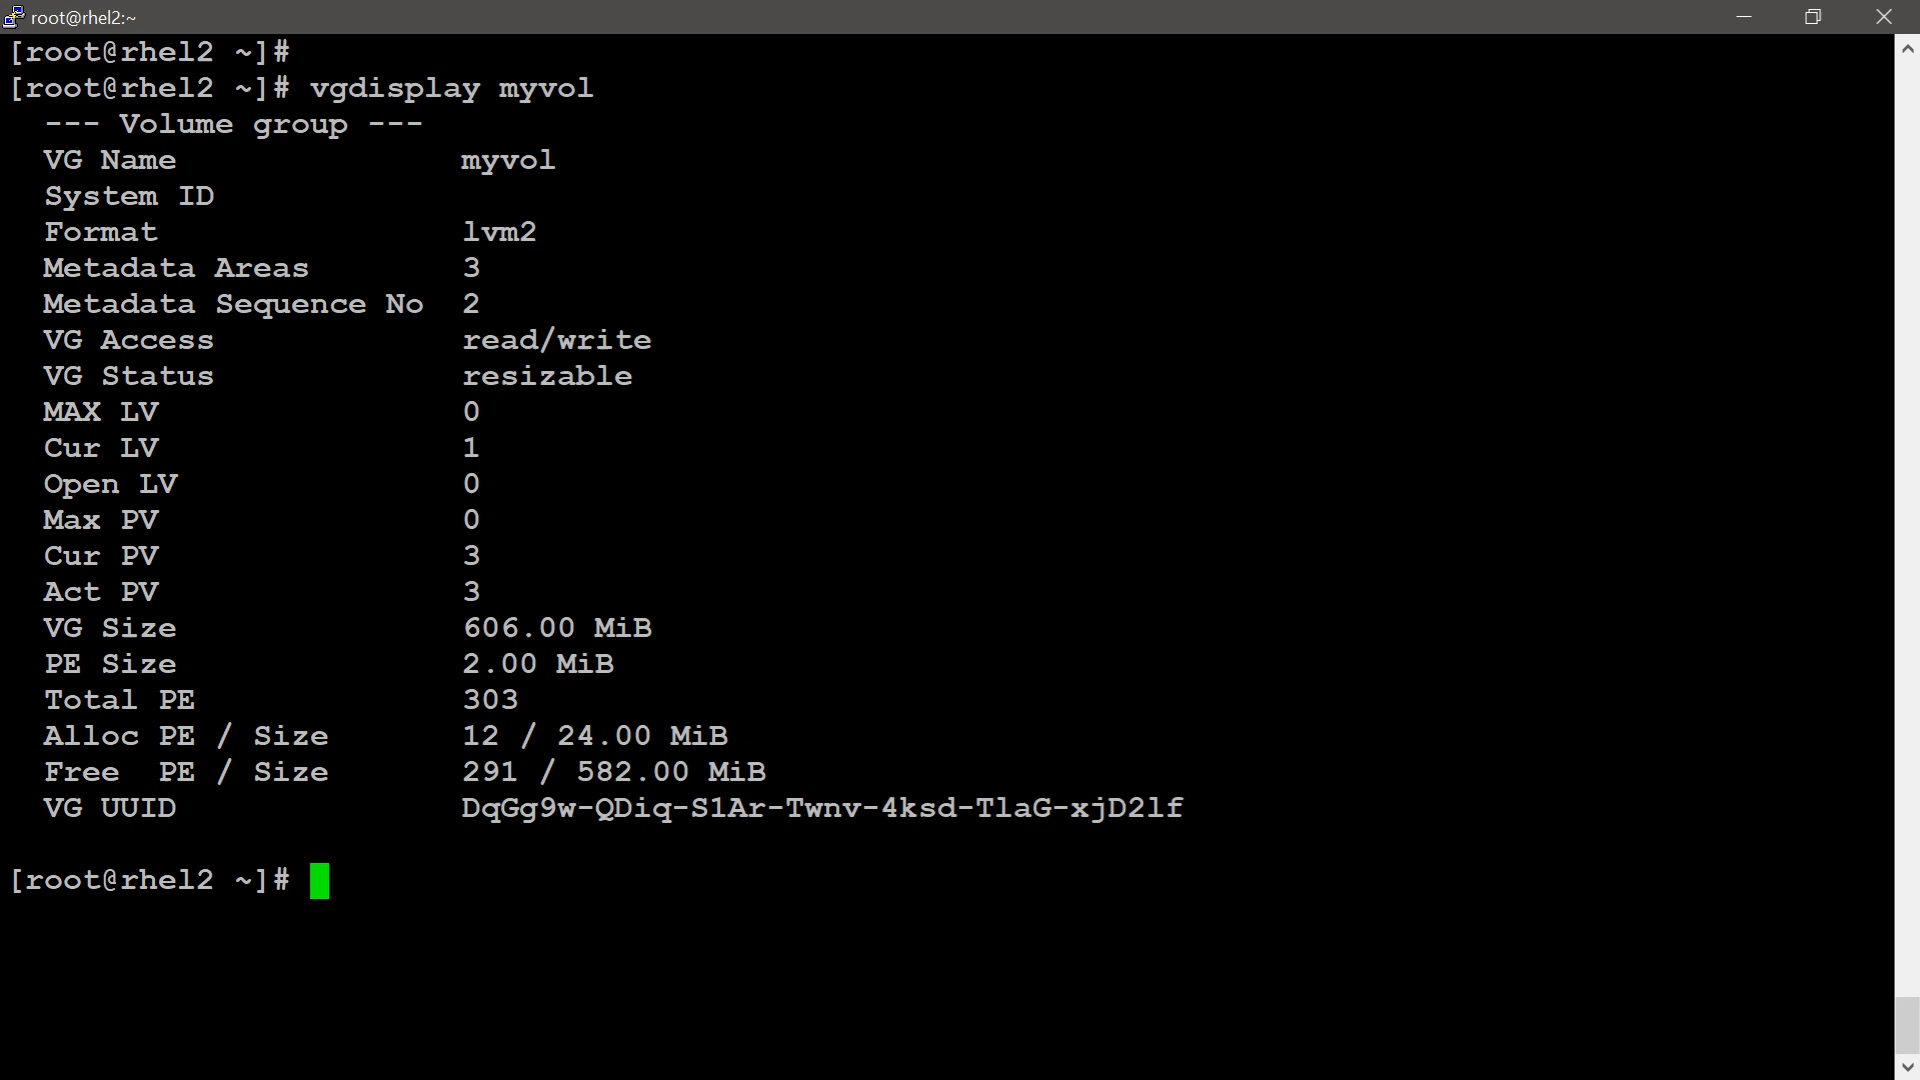 root@rhel2:~
[root@rhel2 ~]#
[root@rhel2 ~]# vgdisplay myvol
  --- Volume group ---
  VG Name               myvol
  System ID
  Format                lvm2
  Metadata Areas        3
  Metadata Sequence No  2
  VG Access             read/write
  VG Status             resizable
  MAX LV                0
  Cur LV                1
  Open LV               0
  Max PV                0
  Cur PV                3
  Act PV                3
  VG Size               606.00 MiB
  PE Size               2.00 MiB
  Total PE              303
  Alloc PE / Size       12 / 24.00 MiB
  Free  PE / Size       291 / 582.00 MiB
  VG UUID               DqGg9w-QDiq-S1Ar-Twnv-4ksd-TlaG-xjD2lf
[root@rhel2 ~]#